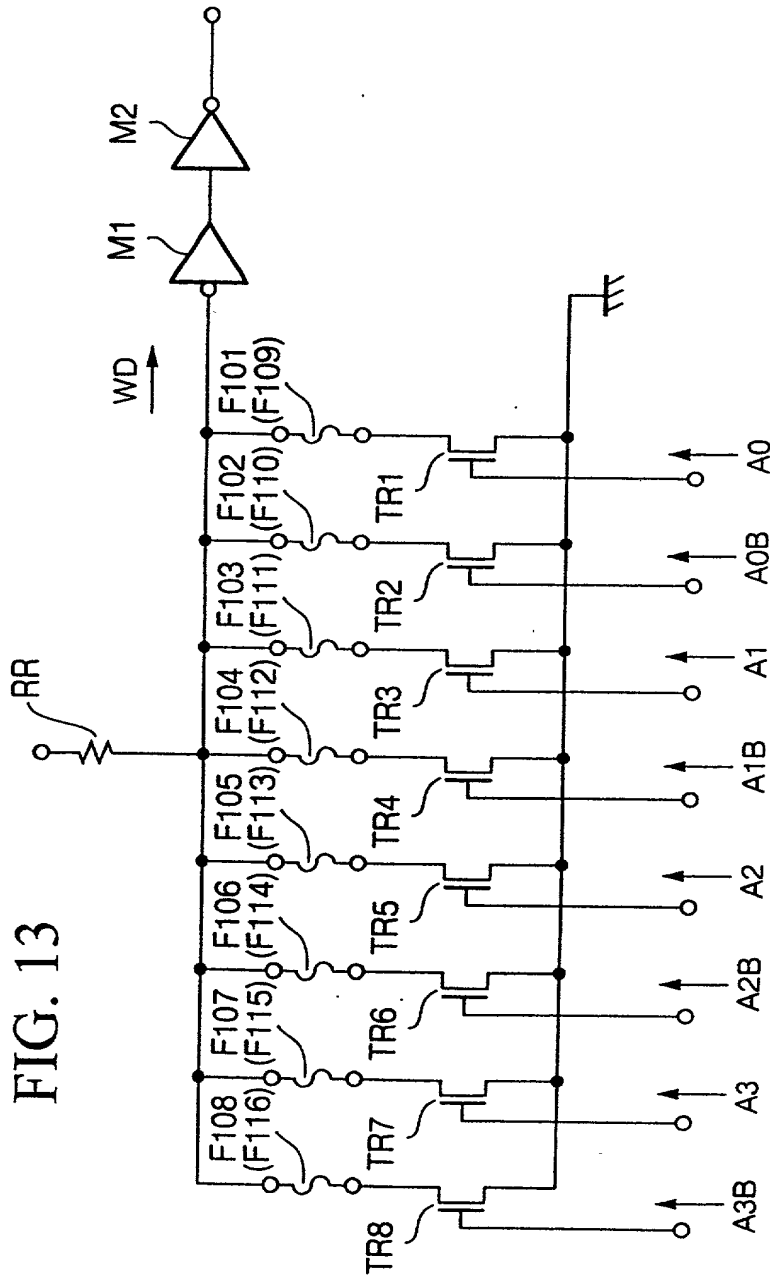 FIG. 13
RR
WD
M1
M2
F108
(F116)
F107
(F115)
F106
(F114)
F105
(F113)
F104
(F112)
F103
(F111)
F102
(F110)
F101
(F109)
TR8
TR7
TR6
TR5
TR4
TR3
TR2
TR1
A3B
A3
A2B
A2
A1B
A1
A0B
A0